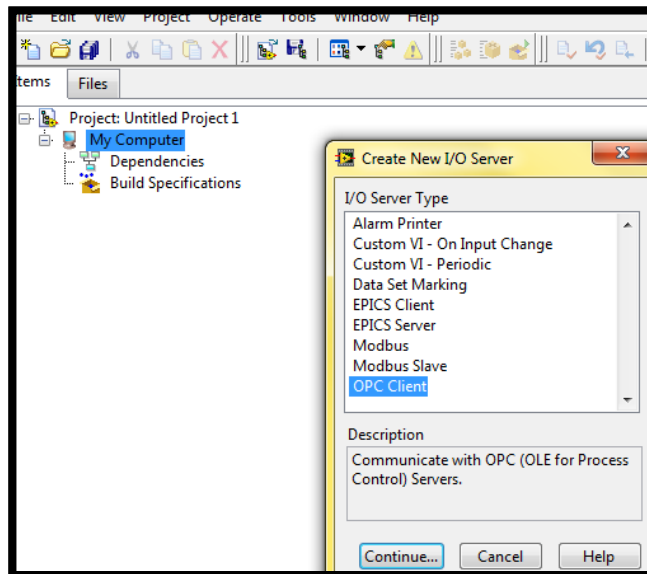 File Edit View Project Operate Tools Window Help
Items Files
Project: Untitled Project 1
My Computer
Dependencies
Build Specifications
Create New I/O Server
I/O Server Type
Alarm Printer
Custom VI - On Input Change
Custom VI - Periodic
Data Set Marking
EPICS Client
EPICS Server
Modbus
Modbus Slave
OPC Client
Description
Communicate with OPC (OLE for Process
Control) Servers.
Continue... Cancel Help